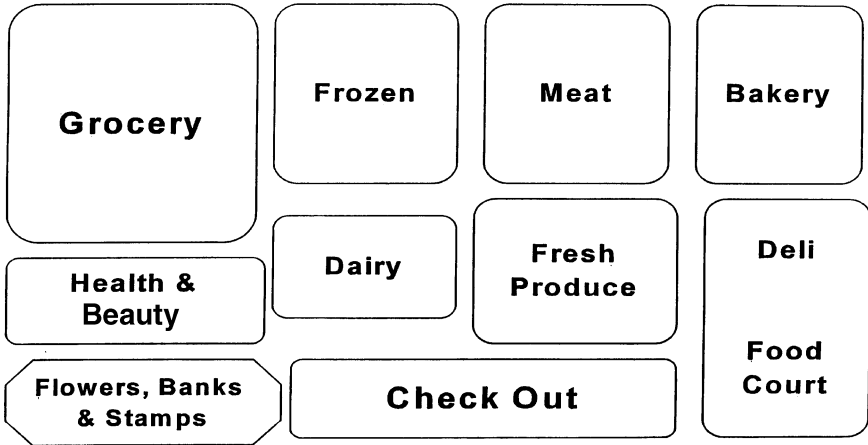 Grocery
Frozen
Meat
Bakery
Health &
Beauty
Dairy
Fresh
Produce
Deli
Food
Court
Flowers, Banks
& Stamps
Check Out